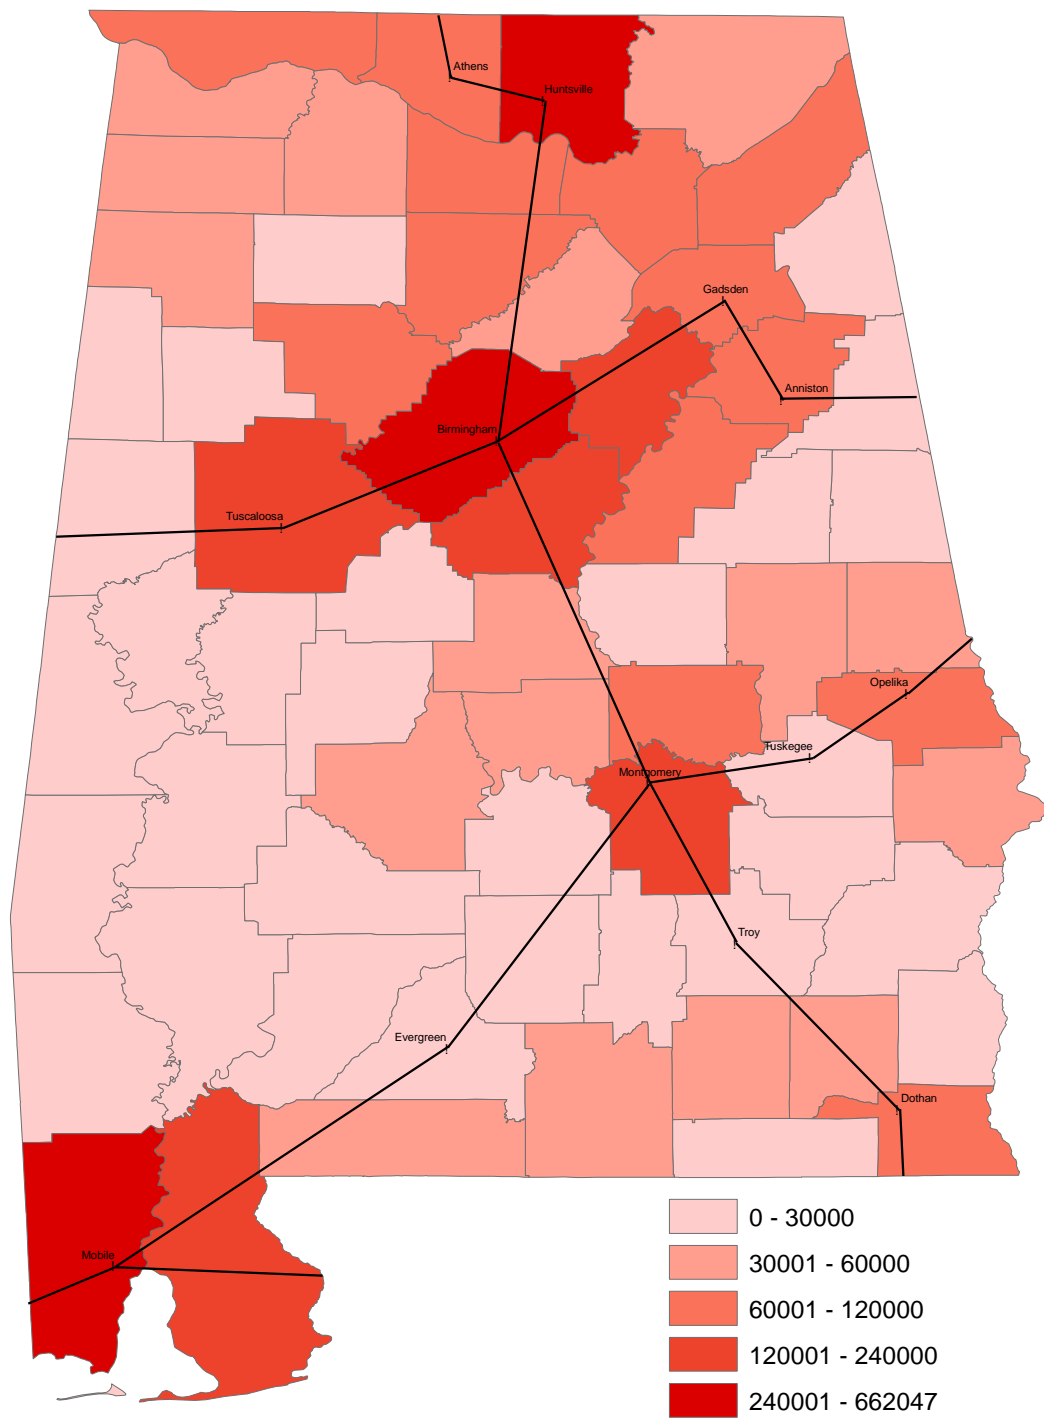 Athens
Huntsville
Gadsden
Anniston
Birmingham
Tuscaloosa
Opelika
Tuskegee
Montgomery
Troy
Evergreen
Dothan
Mobile
0 - 30000
30001 - 60000
60001 - 120000
120001 - 240000
240001 - 662047